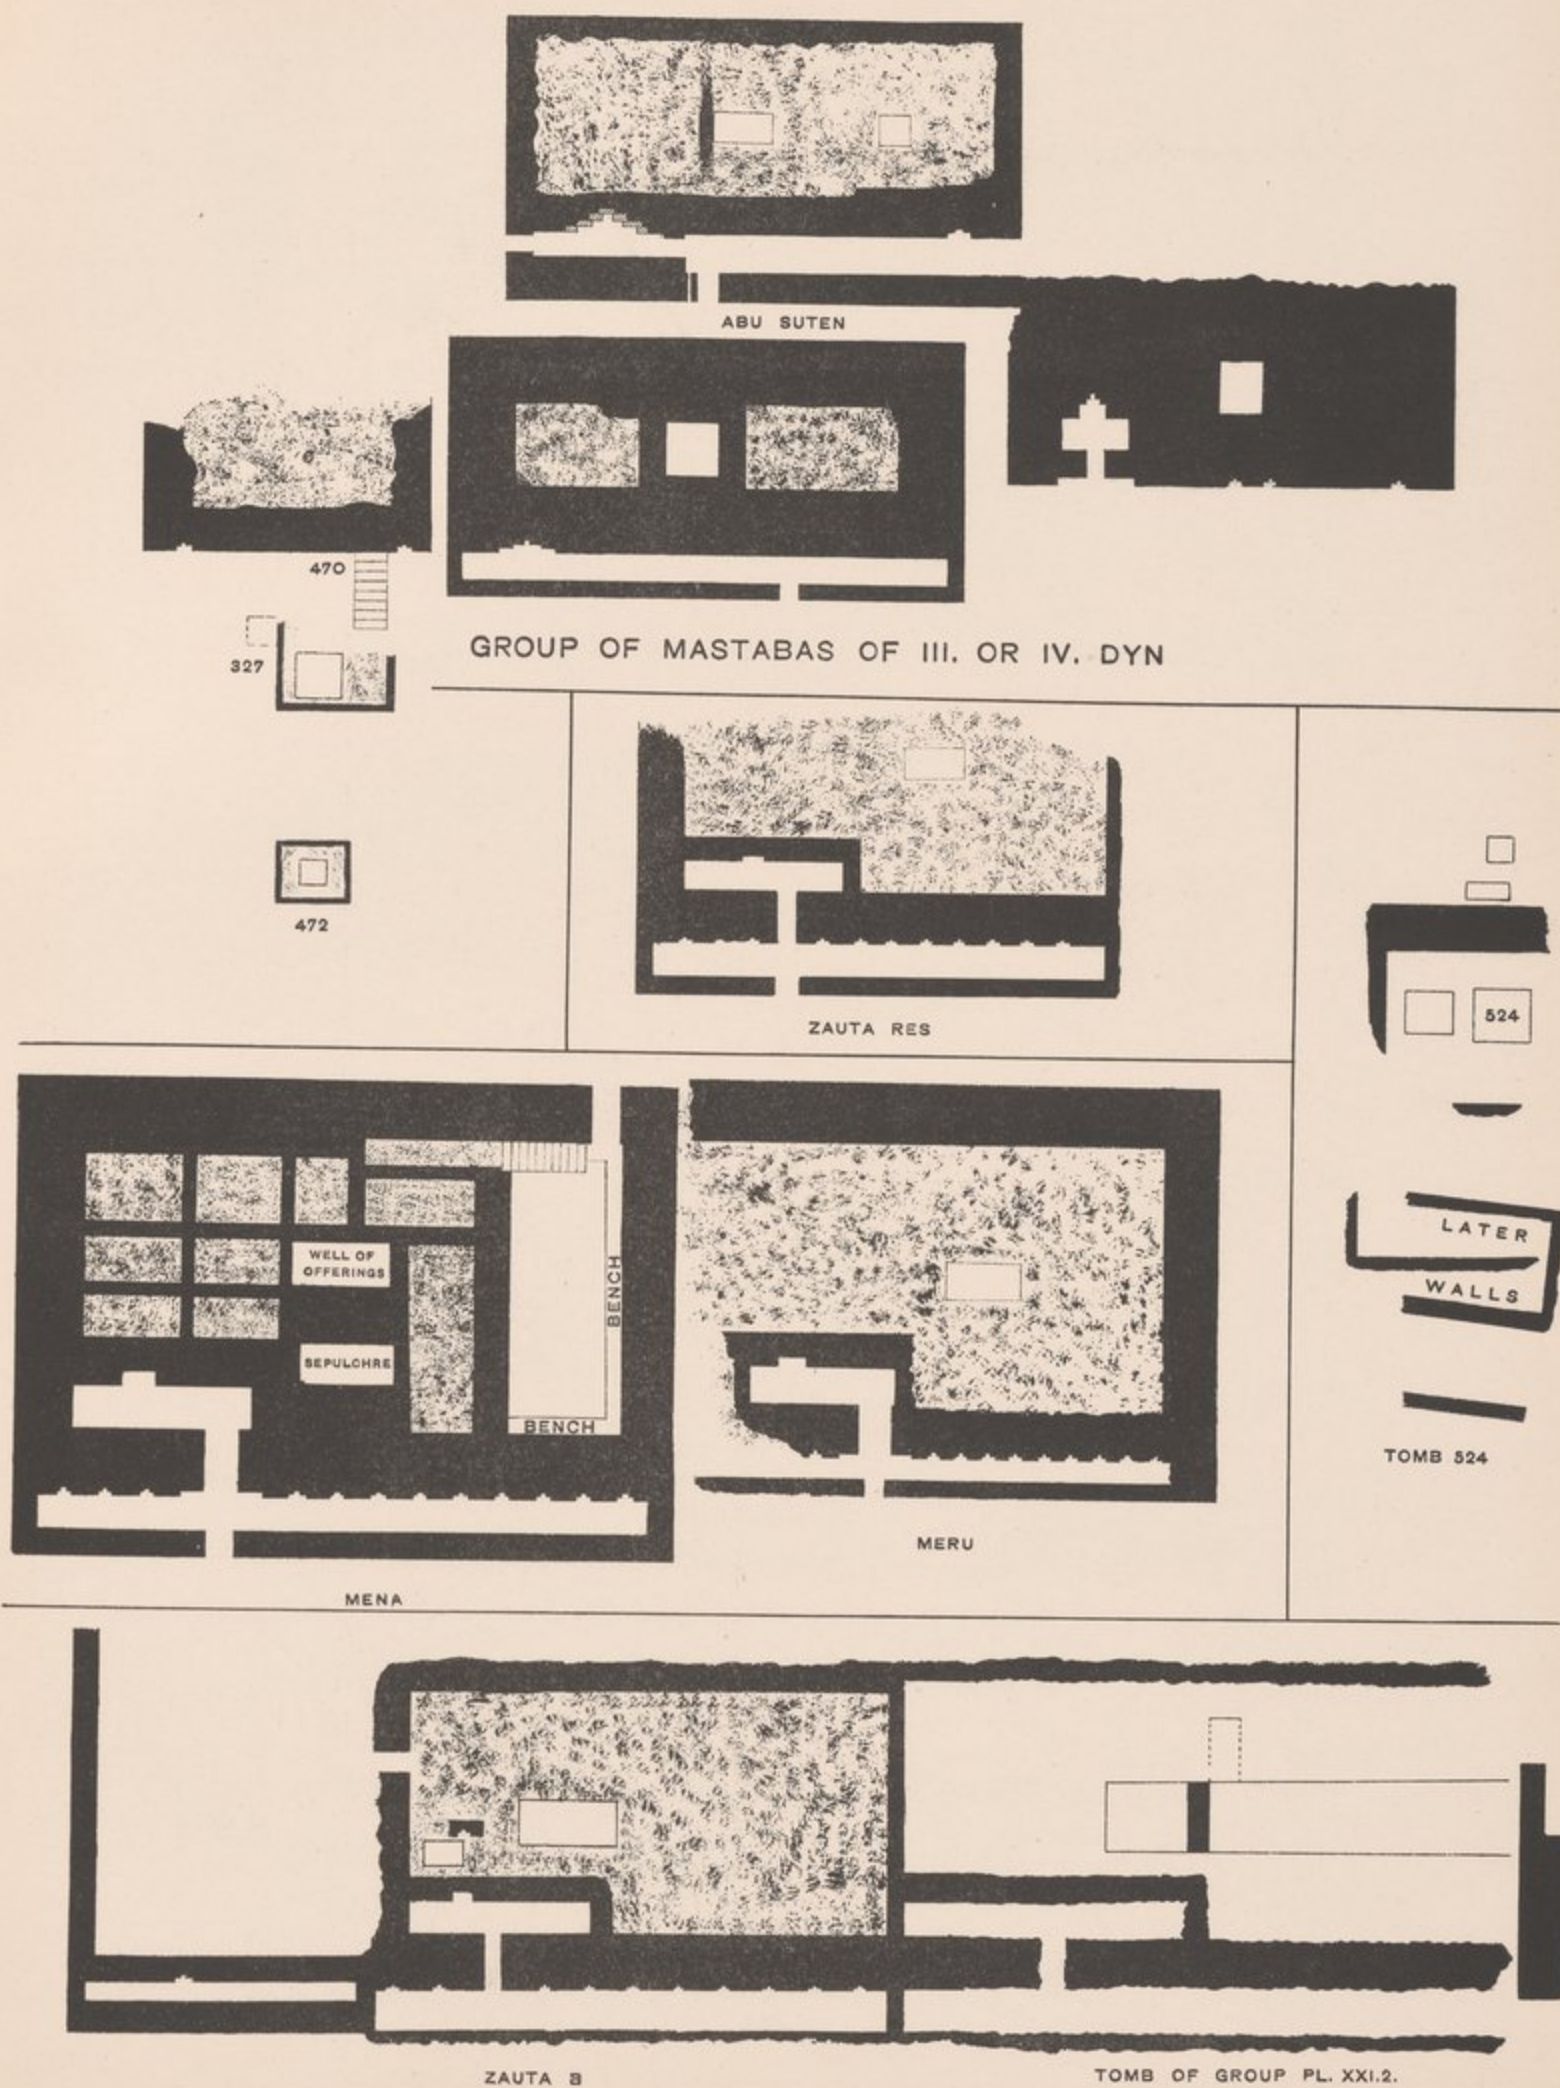 ABU SUTEN
470
327
GROUP OF MASTABAS OF III. OR IV. DYN
472
ZAUTA RES
524
LATER
WALLS
TOMB 524
WELL OF
OFFERINGS
SEPULCHRE
BENCH
BENCH
MERU
MENA
ZAUTA a
TOMB OF GROUP PL. XXI.2.